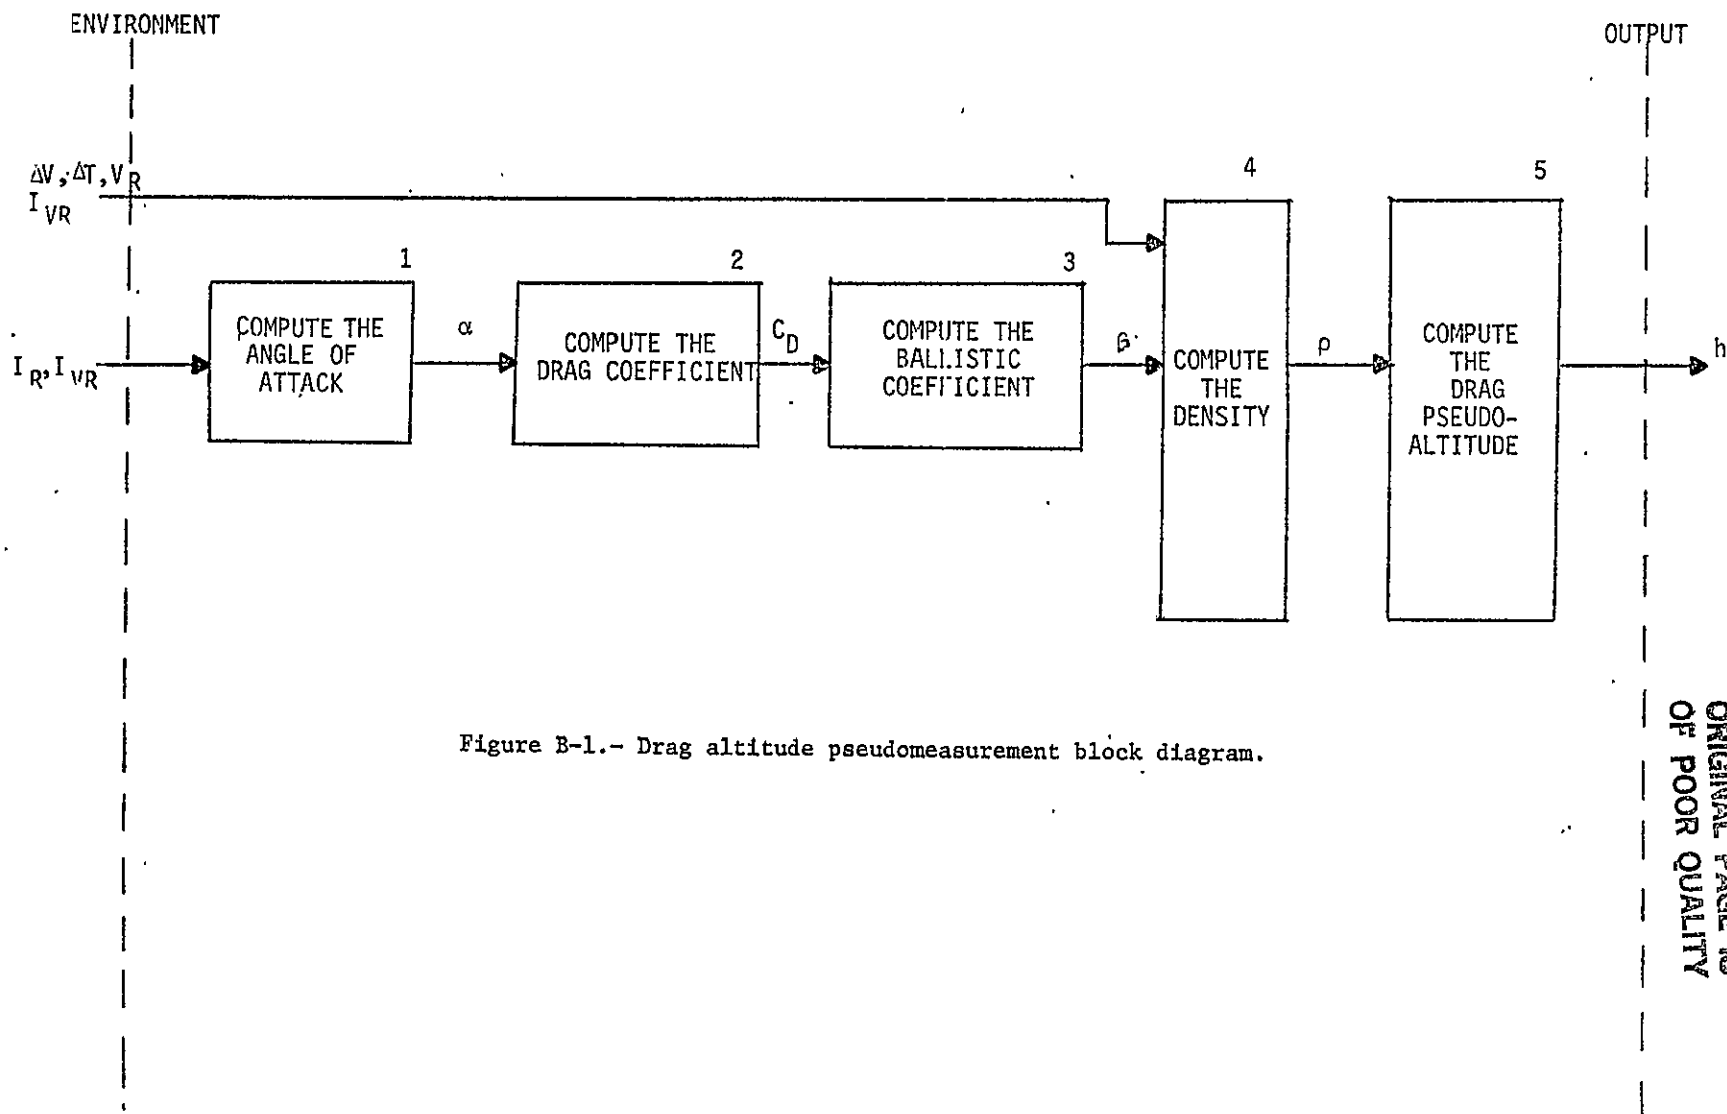 ENVIRONMENT
OUTPUT
ΔV, ΔT, V_R
I_VR
4
5
1
2
3
I_R, I_VR
COMPUTE THE
ANGLE OF
ATTACK
α
COMPUTE THE
DRAG COEFFICIENT
C_D
COMPUTE THE
BALLISTIC
COEFFICIENT
β
COMPUTE
THE
DENSITY
ρ
COMPUTE
THE
DRAG
PSEUDO-
ALTITUDE
h
Figure B-1.- Drag altitude pseudomeasurement block diagram.
ORIGINAL PAGE IS
OF POOR QUALITY